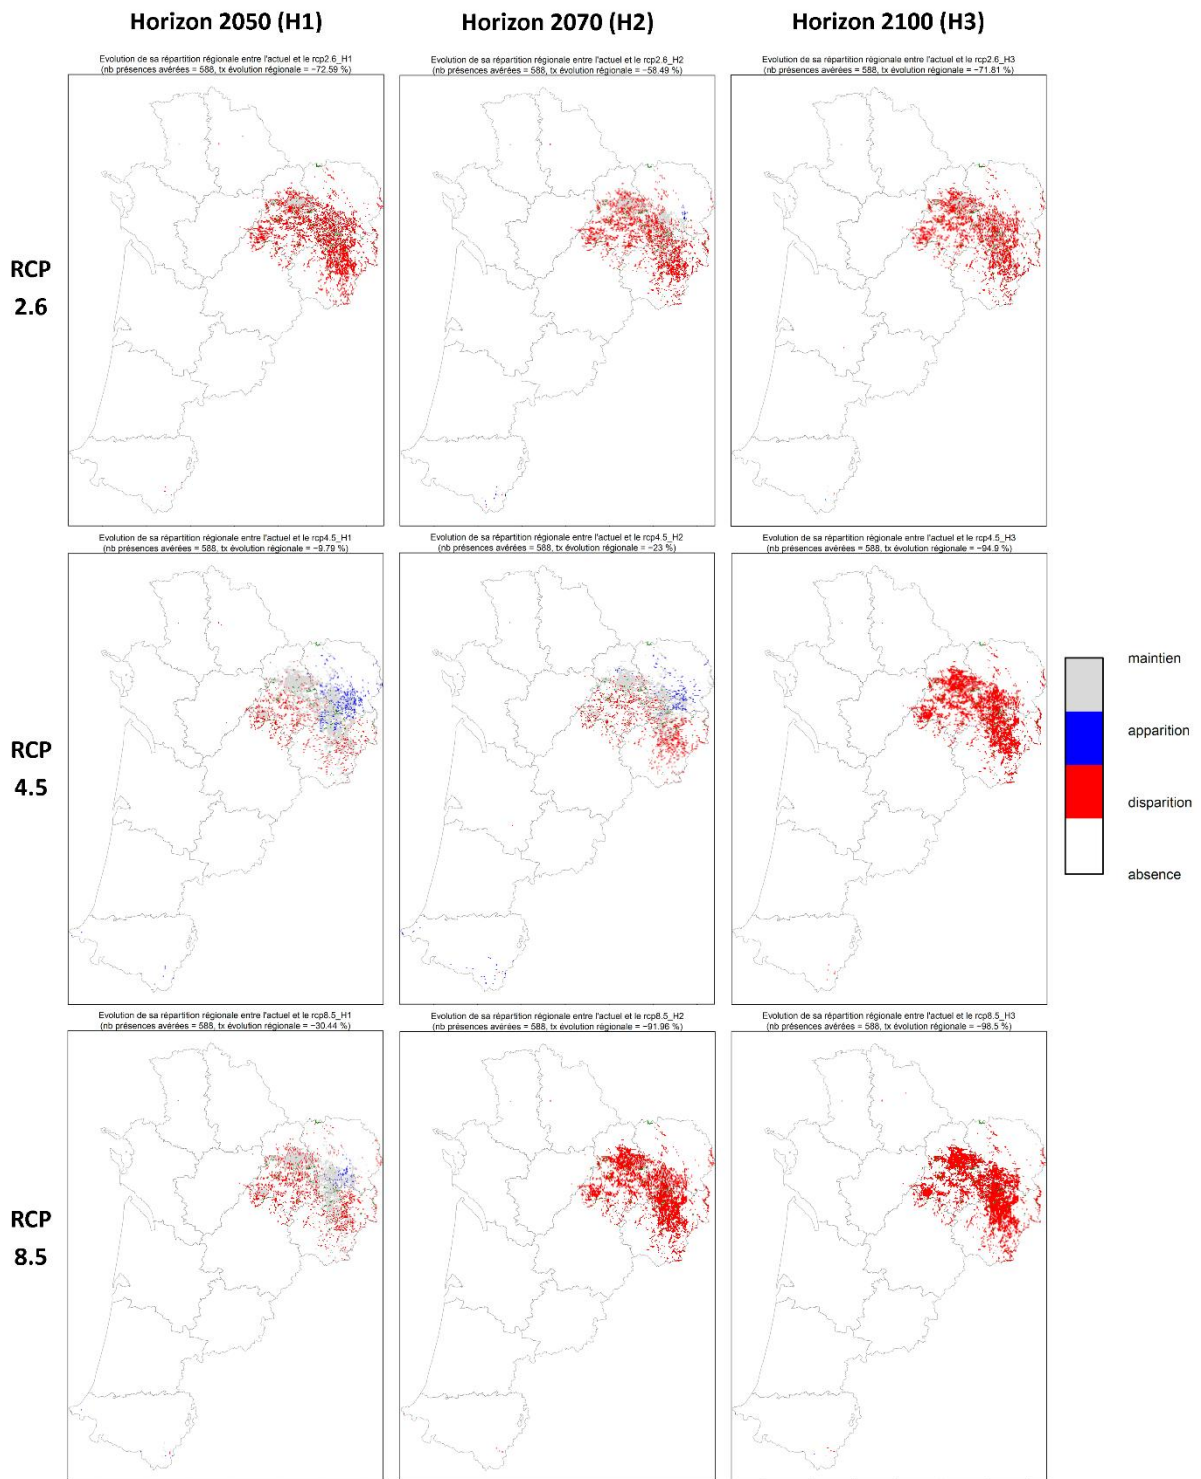 Horizon 2050 (H1)
Horizon 2070 (H2)
Horizon 2100 (H3)
Evolution de sa répartition régionale entre l'actuel et le rcp2.6_H1
(nb présences avérées = 588, tx évolution régionale = −72.59 %)
Evolution de sa répartition régionale entre l'actuel et le rcp2.6_H2
(nb présences avérées = 588, tx évolution régionale = −58.49 %)
Evolution de sa répartition régionale entre l'actuel et le rcp2.6_H3
(nb présences avérées = 588, tx évolution régionale = −71.81 %)
RCP
2.6
Evolution de sa répartition régionale entre l'actuel et le rcp4.5_H1
(nb présences avérées = 588, tx évolution régionale = −9.79 %)
Evolution de sa répartition régionale entre l'actuel et le rcp4.5_H2
(nb présences avérées = 588, tx évolution régionale = −23 %)
Evolution de sa répartition régionale entre l'actuel et le rcp4.5_H3
(nb présences avérées = 588, tx évolution régionale = −94.9 %)
RCP
4.5
maintien
apparition
disparition
absence
Evolution de sa répartition régionale entre l'actuel et le rcp8.5_H1
(nb présences avérées = 588, tx évolution régionale = −30.44 %)
Evolution de sa répartition régionale entre l'actuel et le rcp8.5_H2
(nb présences avérées = 588, tx évolution régionale = −91.96 %)
Evolution de sa répartition régionale entre l'actuel et le rcp8.5_H3
(nb présences avérées = 588, tx évolution régionale = −98.5 %)
RCP
8.5